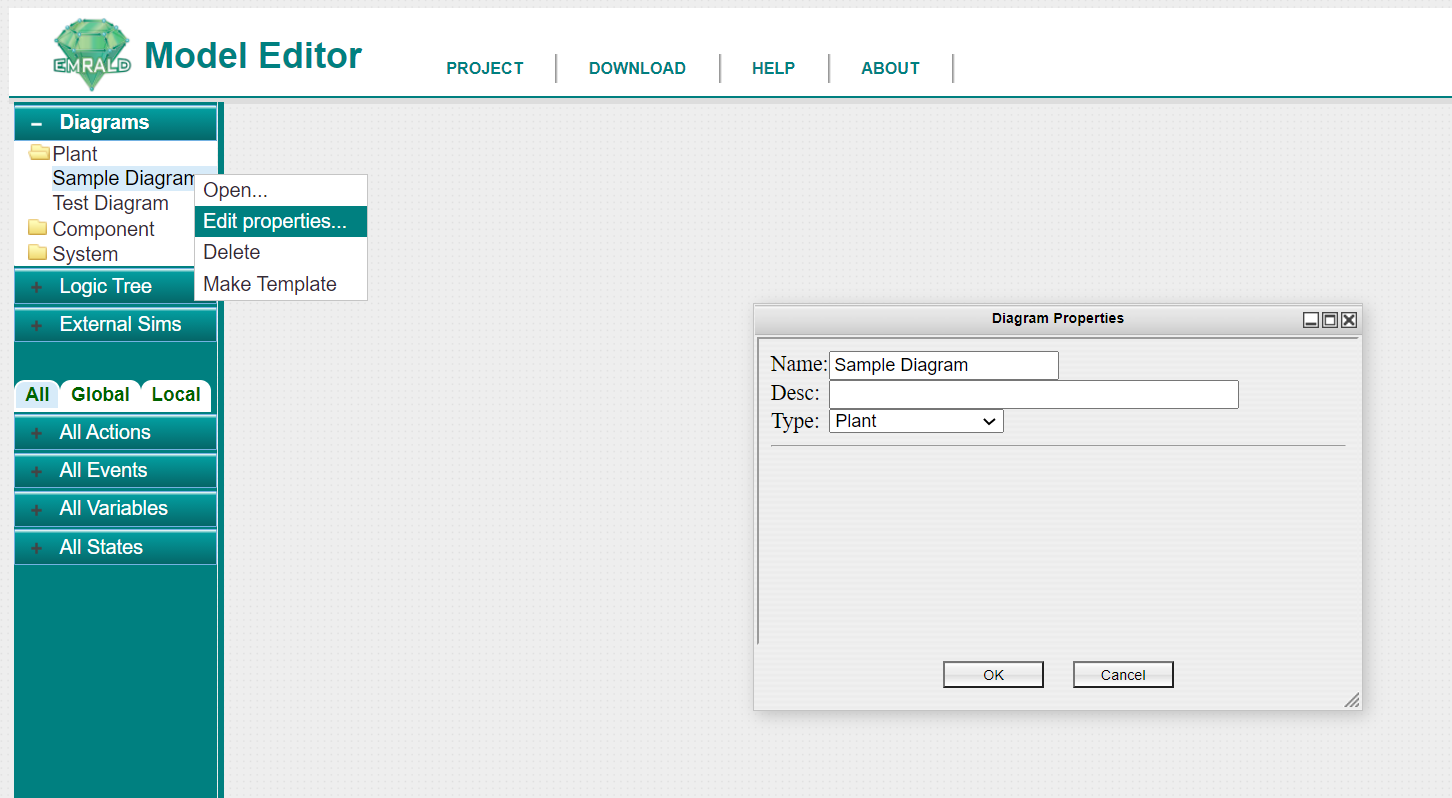 EMRALD
Model Editor
PROJECT
DOWNLOAD
HELP
ABOUT
Diagrams
Plant
Sample Diagram
Test Diagram
Component
System
Logic Tree
External Sims
Open...
Edit properties...
Delete
Make Template
All Global Local
All Actions
All Events
All Variables
All States
Diagram Properties
Name: Sample Diagram
Desc:
Type: Plant
OK Cancel